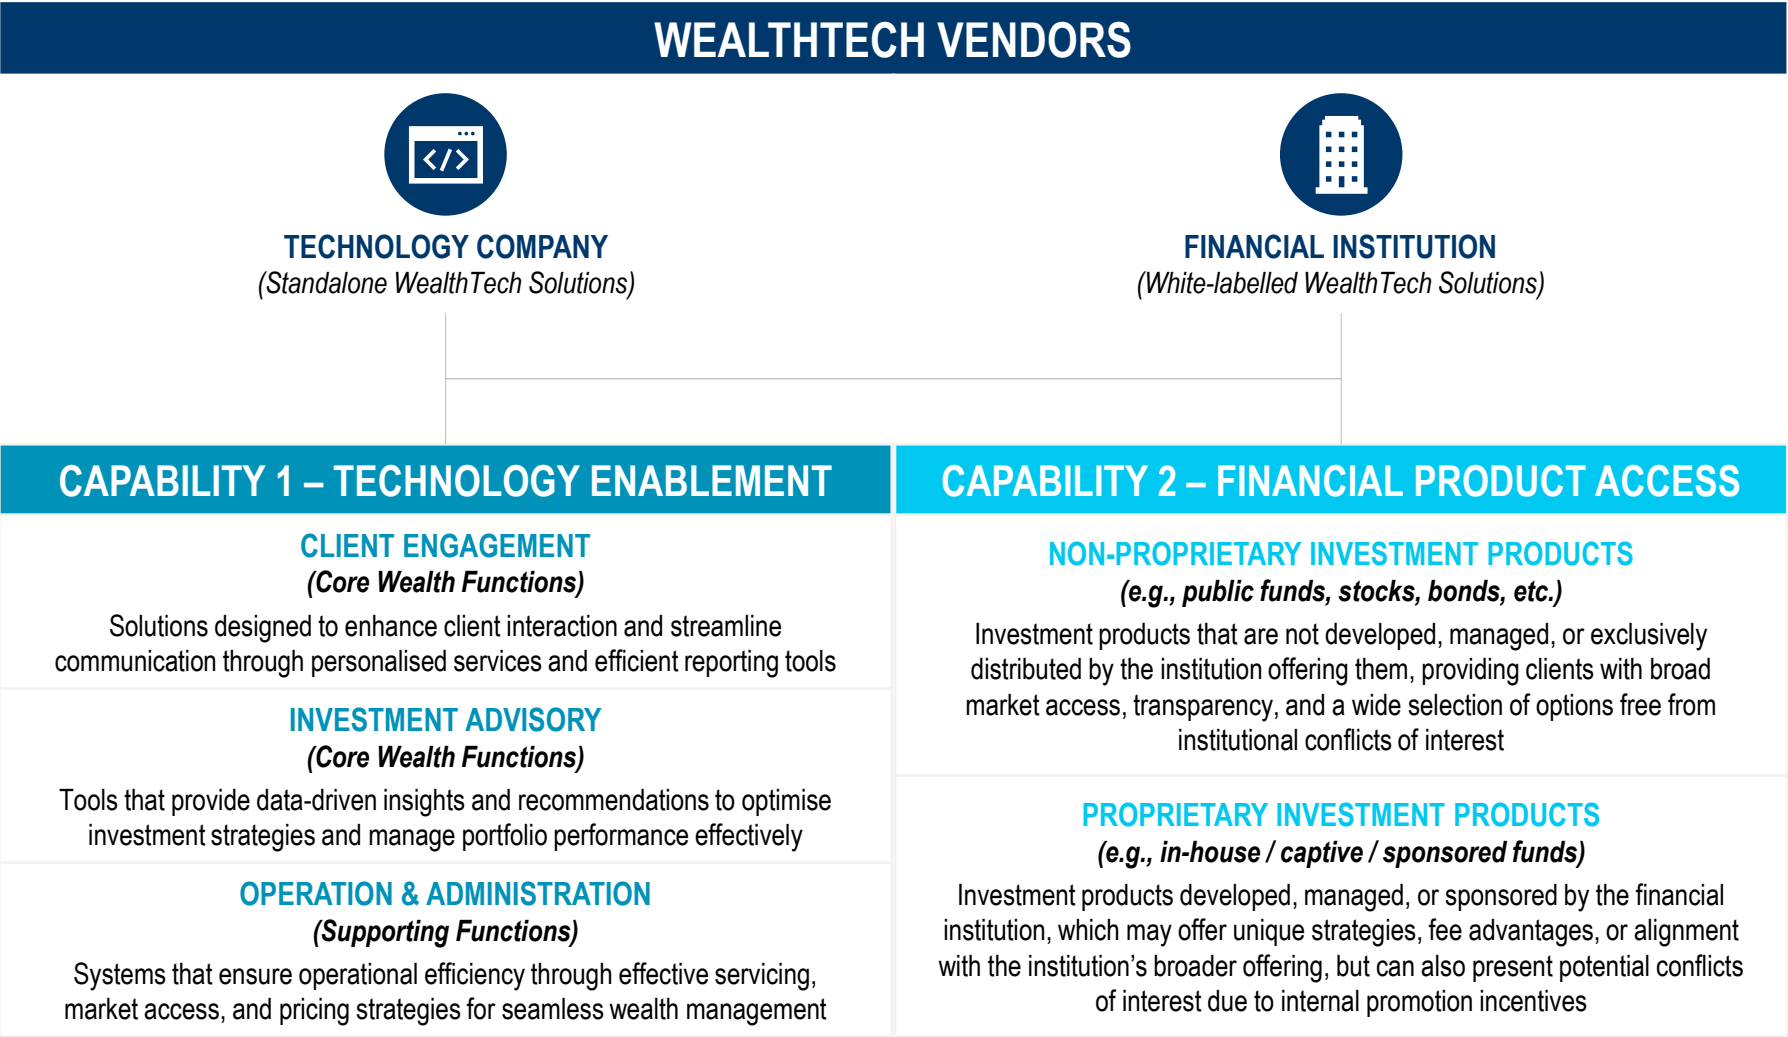 WEALTHTECH VENDORS
</>
TECHNOLOGY COMPANY
(Standalone WealthTech Solutions)
FINANCIAL INSTITUTION
(White-labelled WealthTech Solutions)
CAPABILITY 1 – TECHNOLOGY ENABLEMENT
CLIENT ENGAGEMENT
(Core Wealth Functions)
Solutions designed to enhance client interaction and streamline
communication through personalised services and efficient reporting tools
INVESTMENT ADVISORY
(Core Wealth Functions)
Tools that provide data-driven insights and recommendations to optimise
investment strategies and manage portfolio performance effectively
OPERATION & ADMINISTRATION
(Supporting Functions)
Systems that ensure operational efficiency through effective servicing,
market access, and pricing strategies for seamless wealth management
CAPABILITY 2 – FINANCIAL PRODUCT ACCESS
NON-PROPRIETARY INVESTMENT PRODUCTS
(e.g., public funds, stocks, bonds, etc.)
Investment products that are not developed, managed, or exclusively
distributed by the institution offering them, providing clients with broad
market access, transparency, and a wide selection of options free from
institutional conflicts of interest
PROPRIETARY INVESTMENT PRODUCTS
(e.g., in-house / captive / sponsored funds)
Investment products developed, managed, or sponsored by the financial
institution, which may offer unique strategies, fee advantages, or alignment
with the institution’s broader offering, but can also present potential conflicts
of interest due to internal promotion incentives